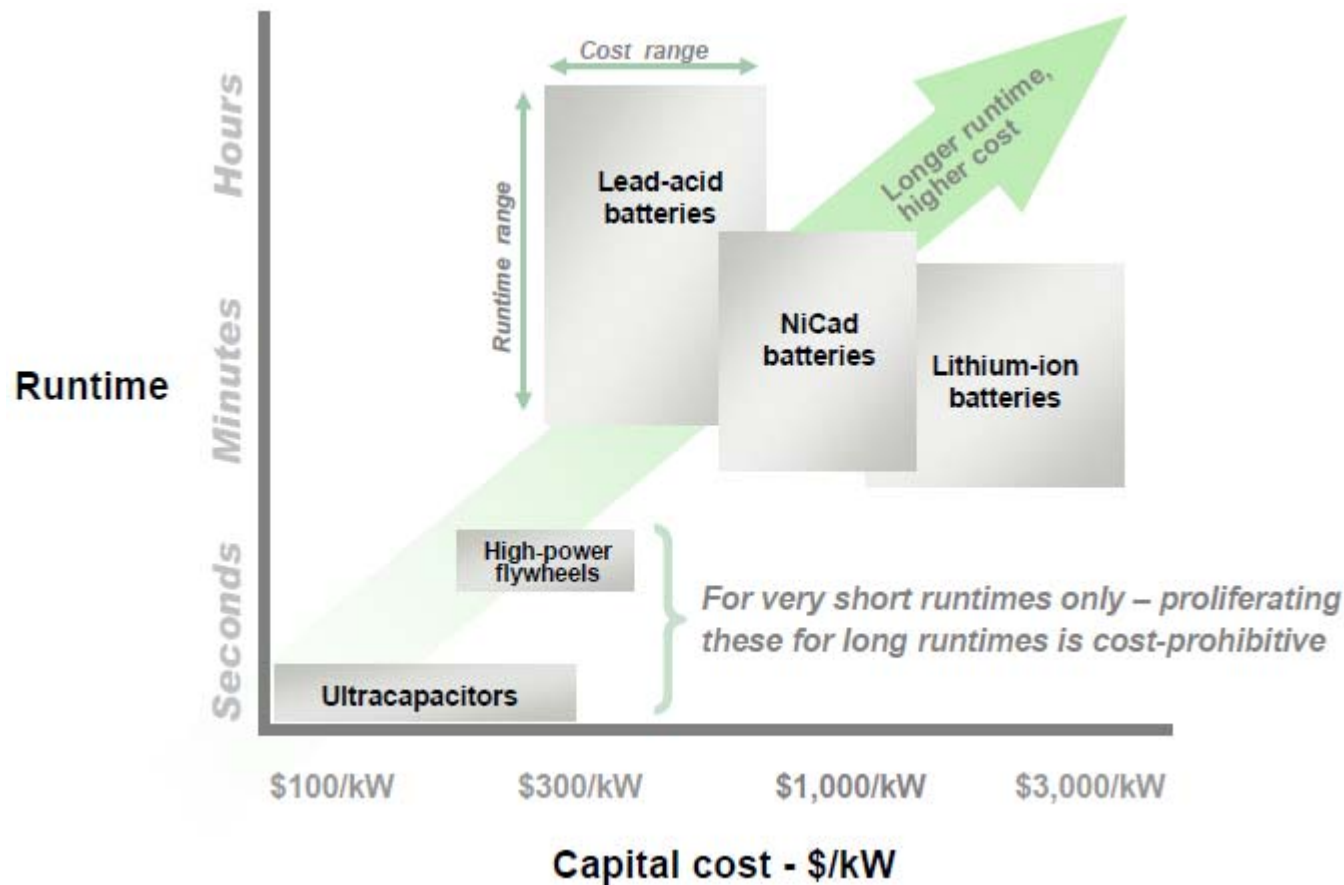 Cost range
Hours
Runtime range
Lead-acid
batteries
Longer runtime,
higher cost
Minutes
NiCad
batteries
Lithium-ion
batteries
Runtime
Seconds
High-power
flywheels
For very short runtimes only – proliferating
these for long runtimes is cost-prohibitive
Ultracapacitors
$100/kW $300/kW $1,000/kW $3,000/kW
Capital cost - $/kW